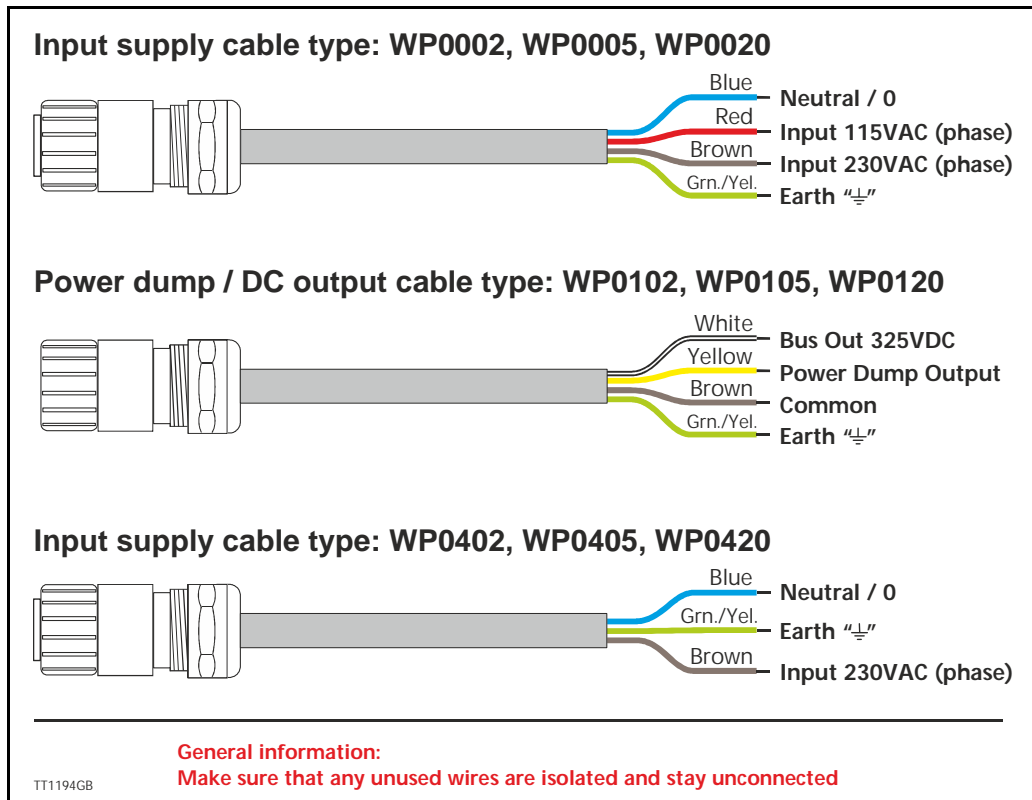 Input supply cable type: WP0002, WP0005, WP0020
Blue
Neutral / 0
Red
Input 115VAC (phase)
Brown
Input 230VAC (phase)
Grn./Yel.
Earth “⏚”
Power dump / DC output cable type: WP0102, WP0105, WP0120
White
Bus Out 325VDC
Yellow
Power Dump Output
Brown
Common
Grn./Yel.
Earth “⏚”
Input supply cable type: WP0402, WP0405, WP0420
Blue
Neutral / 0
Grn./Yel.
Earth “⏚”
Brown
Input 230VAC (phase)
General information:
Make sure that any unused wires are isolated and stay unconnected
TT1194GB